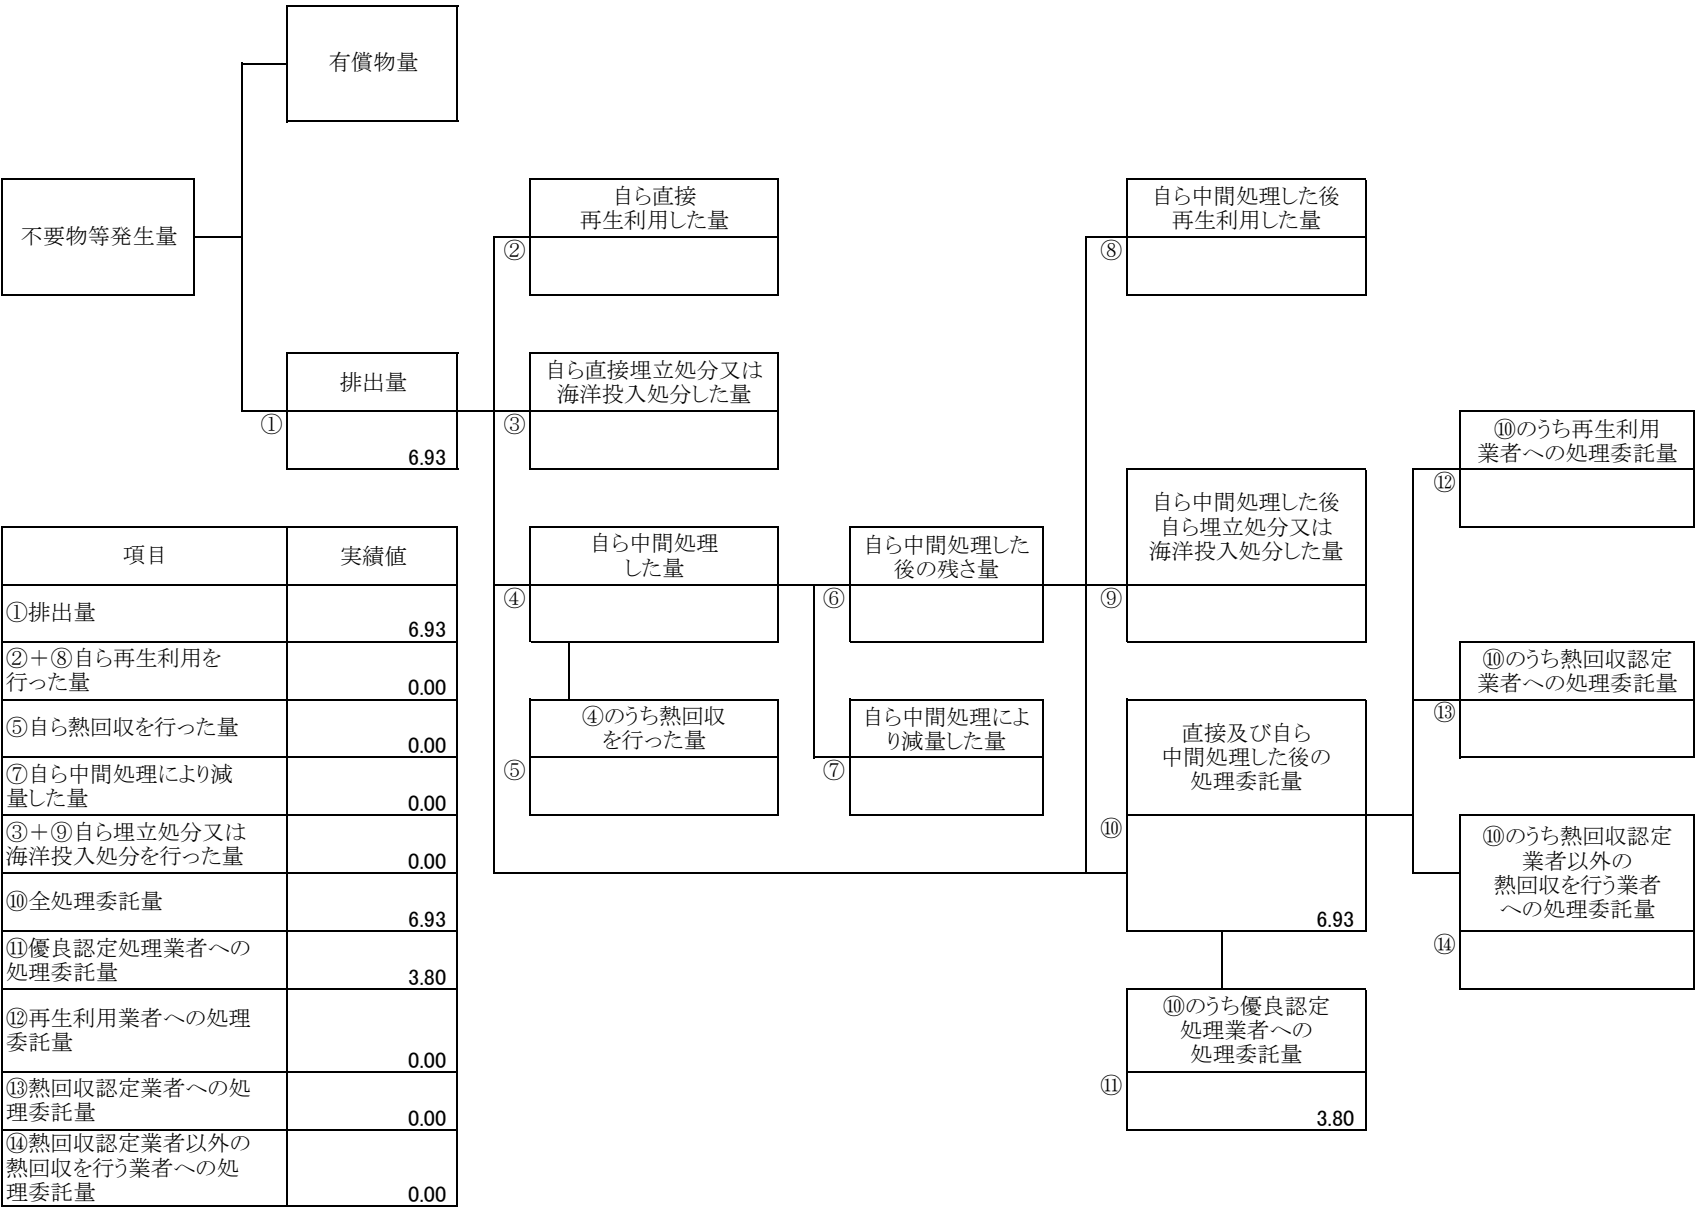 有償物量
不要物等発生量
自ら直接
再生利用した量
②
自ら中間処理した後
再生利用した量
⑧
排出量
①
6.93
自ら直接埋立処分又は
海洋投入処分した量
③
⑩のうち再生利用
業者への処理委託量
⑫
自ら中間処理した後
自ら埋立処分又は
海洋投入処分した量
⑨
自ら中間処理
した量
④
自ら中間処理した
後の残さ量
⑥
⑩のうち熱回収認定
業者への処理委託量
⑬
④のうち熱回収
を行った量
⑤
自ら中間処理によ
り減量した量
⑦
直接及び自ら
中間処理した後の
処理委託量
⑩
6.93
⑩のうち熱回収認定
業者以外の
熱回収を行う業者
への処理委託量
⑭
⑩のうち優良認定
処理業者への
処理委託量
⑪
3.80
項目
実績値
①排出量
6.93
②+⑧自ら再生利用を
行った量
0.00
⑤自ら熱回収を行った量
0.00
⑦自ら中間処理により減
量した量
0.00
③+⑨自ら埋立処分又は
海洋投入処分を行った量
0.00
⑩全処理委託量
6.93
⑪優良認定処理業者への
処理委託量
3.80
⑫再生利用業者への処理
委託量
0.00
⑬熱回収認定業者への処
理委託量
0.00
⑭熱回収認定業者以外の
熱回収を行う業者への処
理委託量
0.00